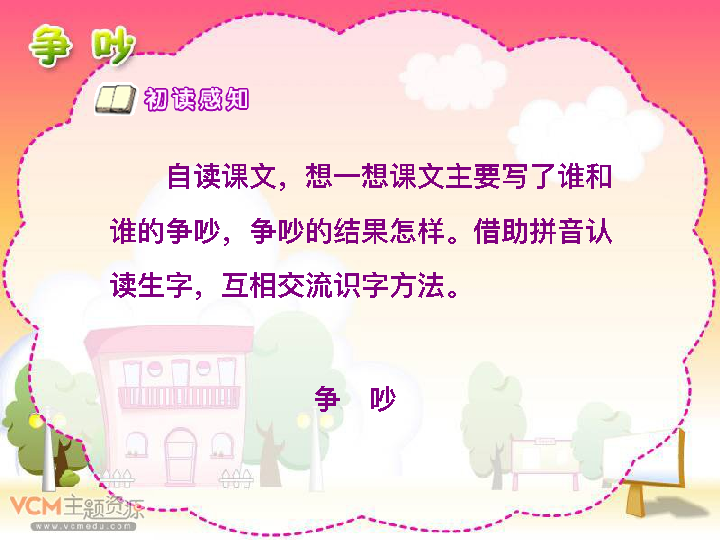 争 吵
初读感知
自读课文，想一想课文主要写了谁和
谁的争吵，争吵的结果怎样。借助拼音认
读生字，互相交流识字方法。
争 吵
VCM主题资源
www.vcmedu.com